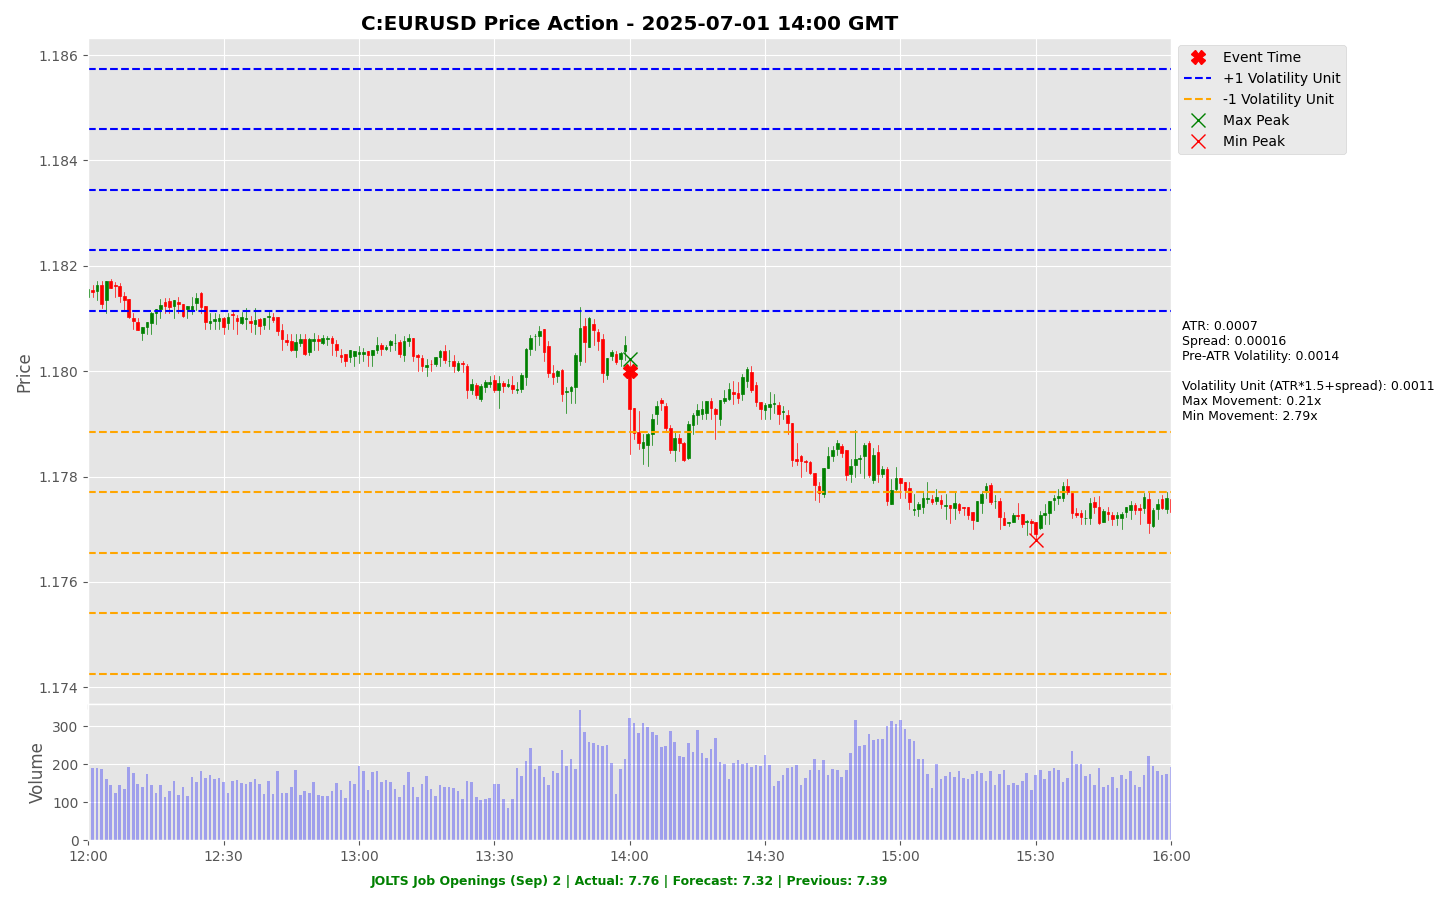 C:EURUSD Price Action - 2025-07-01 14:00 GMT
Event Time
+1 Volatility Unit
-1 Volatility Unit
Max Peak
Min Peak
Price
1.186
1.184
1.182
1.180
1.178
1.176
1.174
ATR: 0.0007
Spread: 0.00016
Pre-ATR Volatility: 0.0014
Volatility Unit (ATR*1.5+spread): 0.0011
Max Movement: 0.21x
Min Movement: 2.79x
Volume
300
200
100
0
12:00 12:30 13:00 13:30 14:00 14:30 15:00 15:30 16:00
JOLTS Job Openings (Sep) 2 | Actual: 7.76 | Forecast: 7.32 | Previous: 7.39